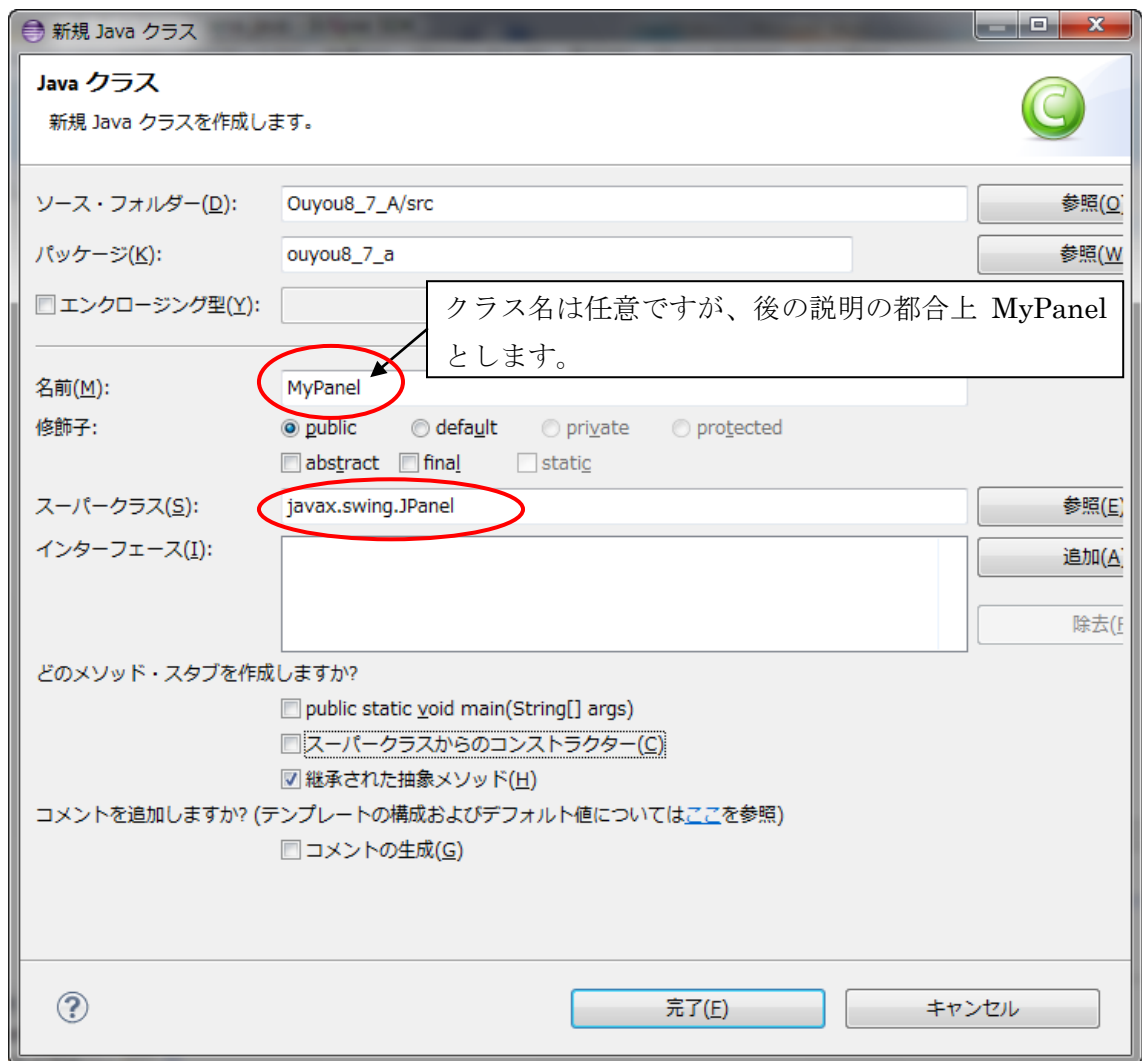 新規 Java クラス
Java クラス
新規 Java クラスを作成します。
ソース・フォルダー(D):
Ouyou8_7_A/src
参照(O
パッケージ(K):
ouyou8_7_a
参照(W
エンクロージング型(Y):
クラス名は任意ですが、後の説明の都合上 MyPanel
とします。
名前(M):
MyPanel
修飾子:
public default private protected
abstract final static
スーパークラス(S):
javax.swing.JPanel
参照(E)
インターフェース(I):
追加(A
除去(R
どのメソッド・スタブを作成しますか?
public static void main(String[] args)
スーパークラスからのコンストラクター(C)
継承された抽象メソッド(H)
コメントを追加しますか? (テンプレートの構成およびデフォルト値についてはここを参照)
コメントの生成(G)
完了(F)
キャンセル